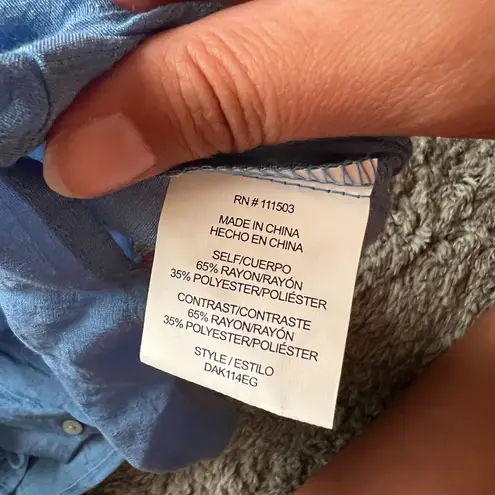 RN # 111503
MADE IN CHINA
HECHO EN CHINA
SELF/CUERPO
65% RAYON/RAYÓN
35% POLYESTER/POLIÉSTER
CONTRAST/CONTRASTE
65% RAYON/RAYÓN
35% POLYESTER/POLIÉSTER
STYLE / ESTILO
DAK114EG